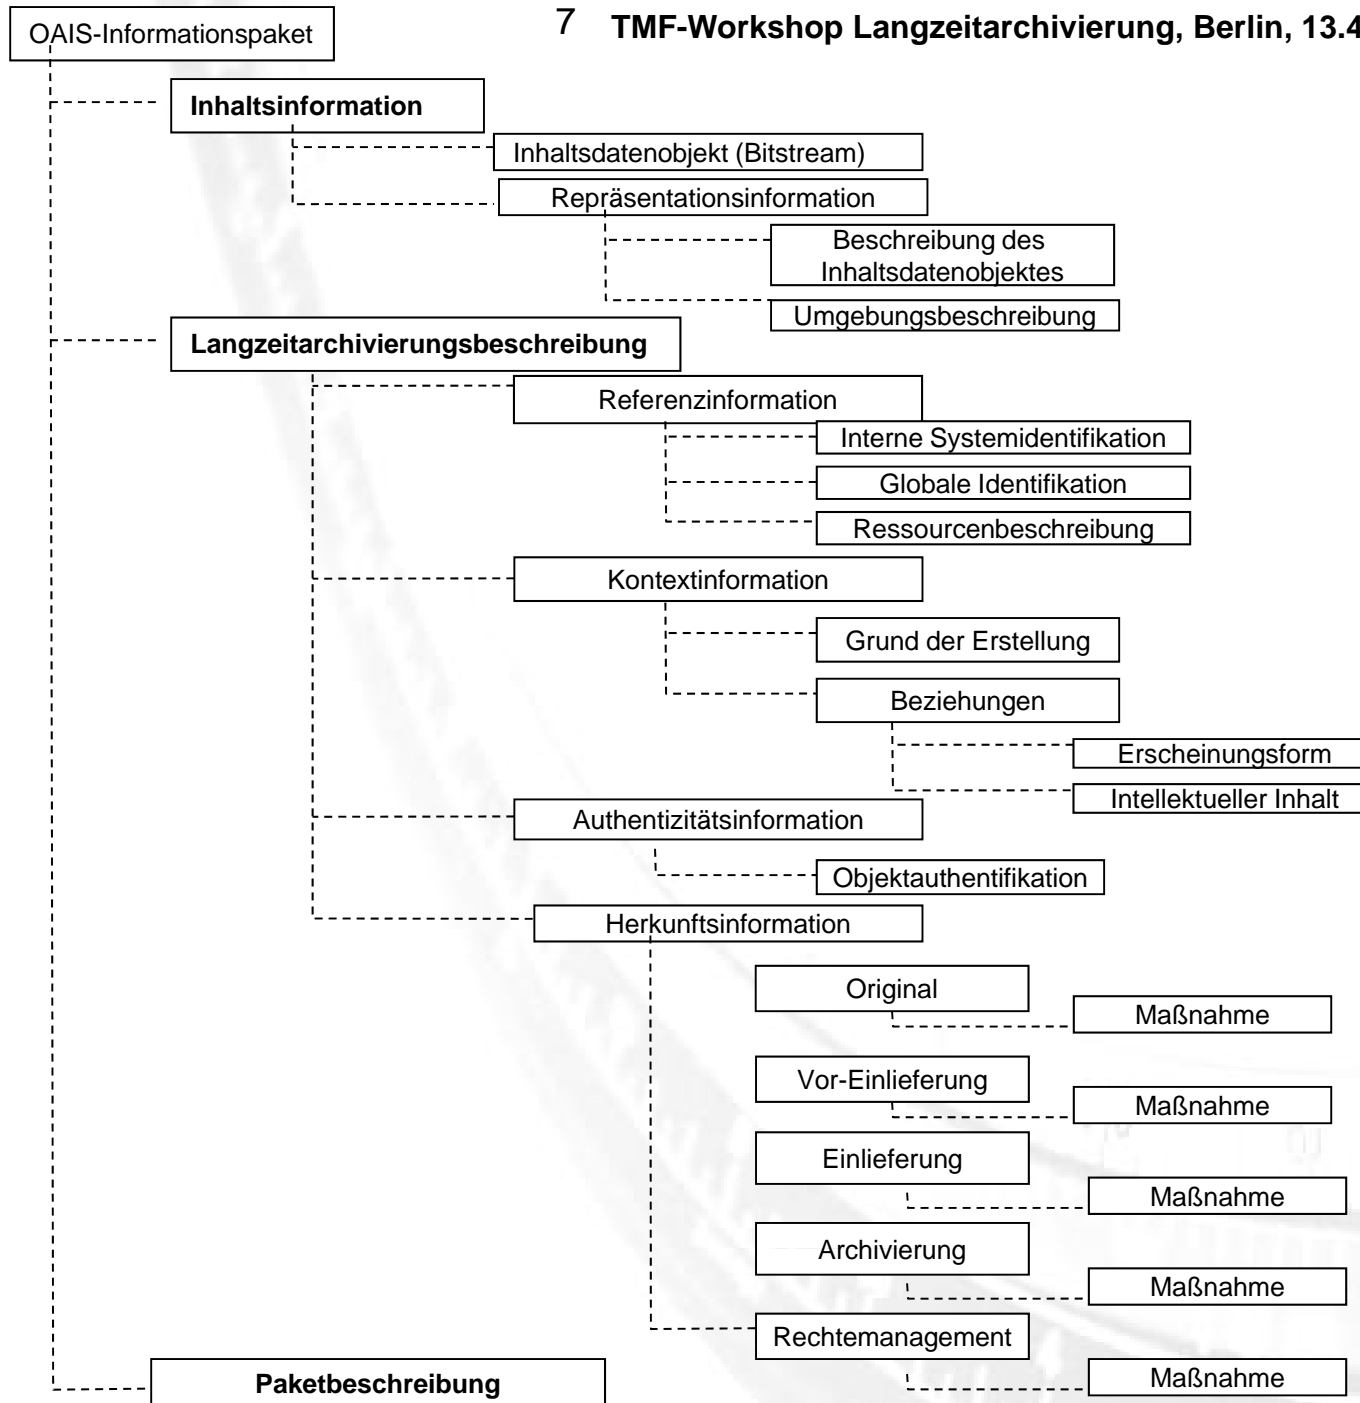 OAIS-Informationspaket
7 TMF-Workshop Langzeitarchivierung, Berlin, 13.4
Inhaltsinformation
Inhaltsdatenobjekt (Bitstream)
Repräsentationsinformation
Beschreibung des
Inhaltsdatenobjektes
Umgebungsbeschreibung
Langzeitarchivierungsbeschreibung
Referenzinformation
Interne Systemidentifikation
Globale Identifikation
Ressourcenbeschreibung
Kontextinformation
Grund der Erstellung
Beziehungen
Erscheinungsform
Intellektueller Inhalt
Authentizitätsinformation
Objektauthentifikation
Herkunftsinformation
Original
Maßnahme
Vor-Einlieferung
Maßnahme
Einlieferung
Maßnahme
Archivierung
Maßnahme
Rechtemanagement
Maßnahme
Paketbeschreibung